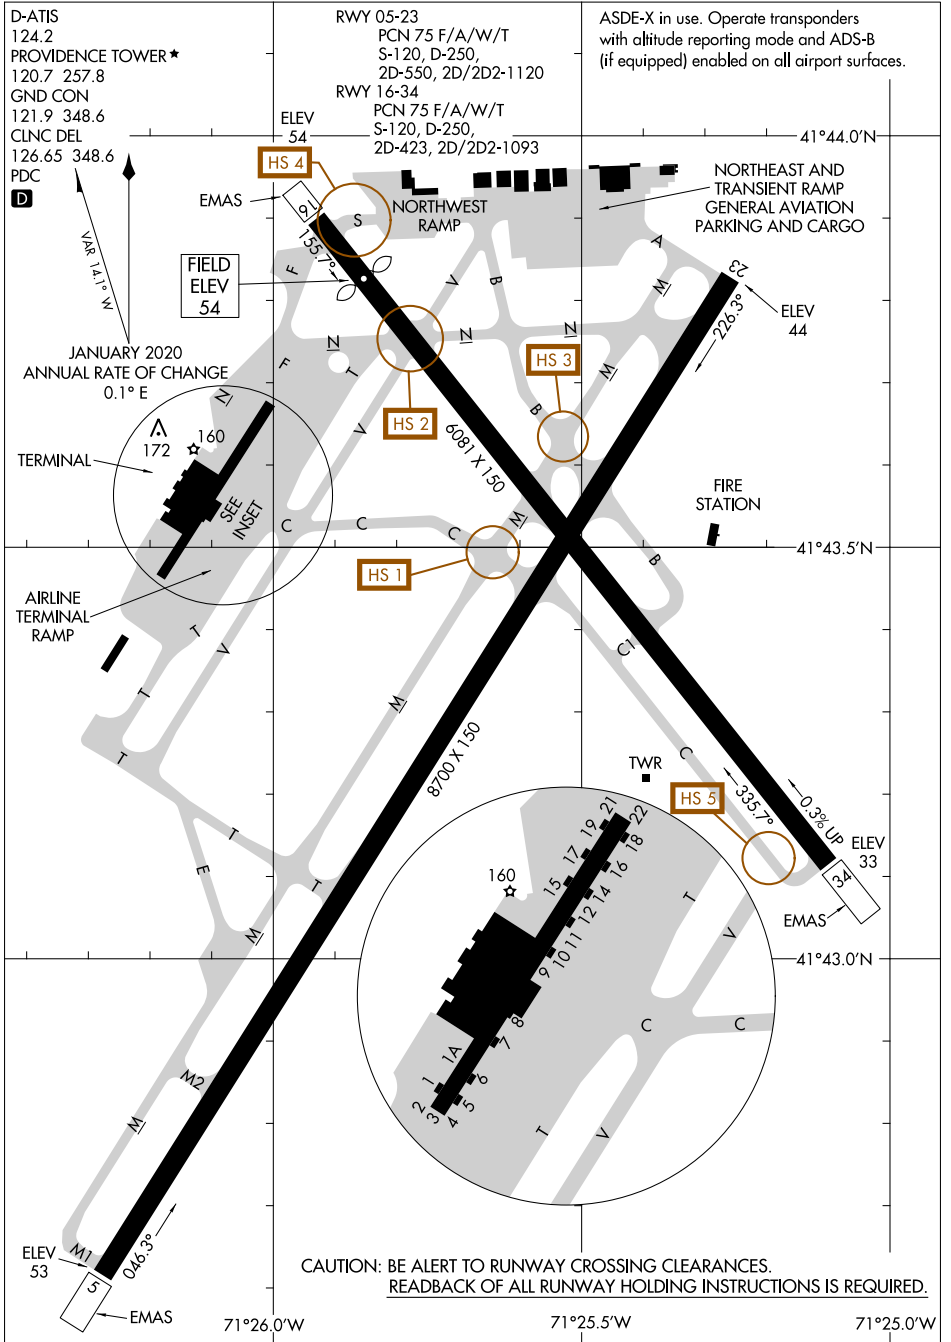 D-ATIS
124.2
PROVIDENCE TOWER★
120.7 257.8
GND CON
121.9 348.6
CLNC DEL
126.65 348.6
PDC
D
RWY 05-23
PCN 75 F/A/W/T
S-120, D-250,
2D-550, 2D/2D2-1120
RWY 16-34
PCN 75 F/A/W/T
S-120, D-250,
2D-423, 2D/2D2-1093
ASDE-X in use. Operate transponders
with altitude reporting mode and ADS-B
(if equipped) enabled on all airport surfaces.
ELEV
54
41°44.0'N
HS 4
EMAS
16
155.7°
S
NORTHWEST
RAMP
NORTHEAST AND
TRANSIENT RAMP
GENERAL AVIATION
PARKING AND CARGO
VAR 14.1° W
FIELD
ELEV
54
F
V
B
A
M
23
ELEV
44
226.3°
JANUARY 2020
ANNUAL RATE OF CHANGE
0.1° E
N
N
N
F
T
N
HS 3
M
B
HS 2
V
6081 X 150
172
160
TERMINAL
SEE
INSET
C
C
C
M
FIRE
STATION
41°43.5'N
HS 1
B
AIRLINE
TERMINAL
RAMP
T
V
C1
T
M
T
8700 X 150
C
TWR
HS 5
335.7°
0.3% UP
ELEV
33
34
EMAS
T
E
T
M
41°43.0'N
160
21
22
19
18
17
16
15
14
12
11
10
9
8
7
1A
6
1
5
2
3
4
T
V
C
C
T
V
M2
M
M1
ELEV
53
5
046.3°
EMAS
CAUTION: BE ALERT TO RUNWAY CROSSING CLEARANCES.
READBACK OF ALL RUNWAY HOLDING INSTRUCTIONS IS REQUIRED.
71°26.0'W
71°25.5'W
71°25.0'W